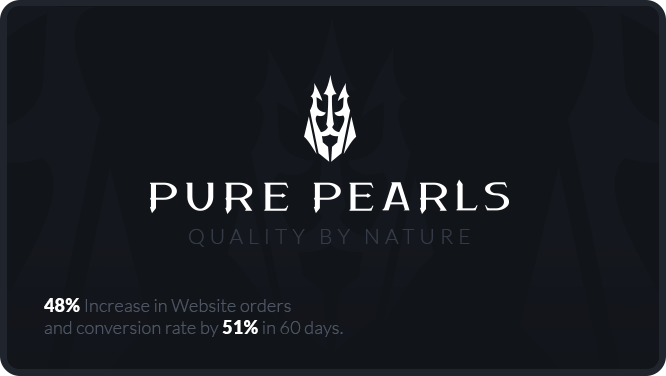 PURE PEARLS
QUALITY BY NATURE
48% Increase in Website orders
and conversion rate by 51% in 60 days.